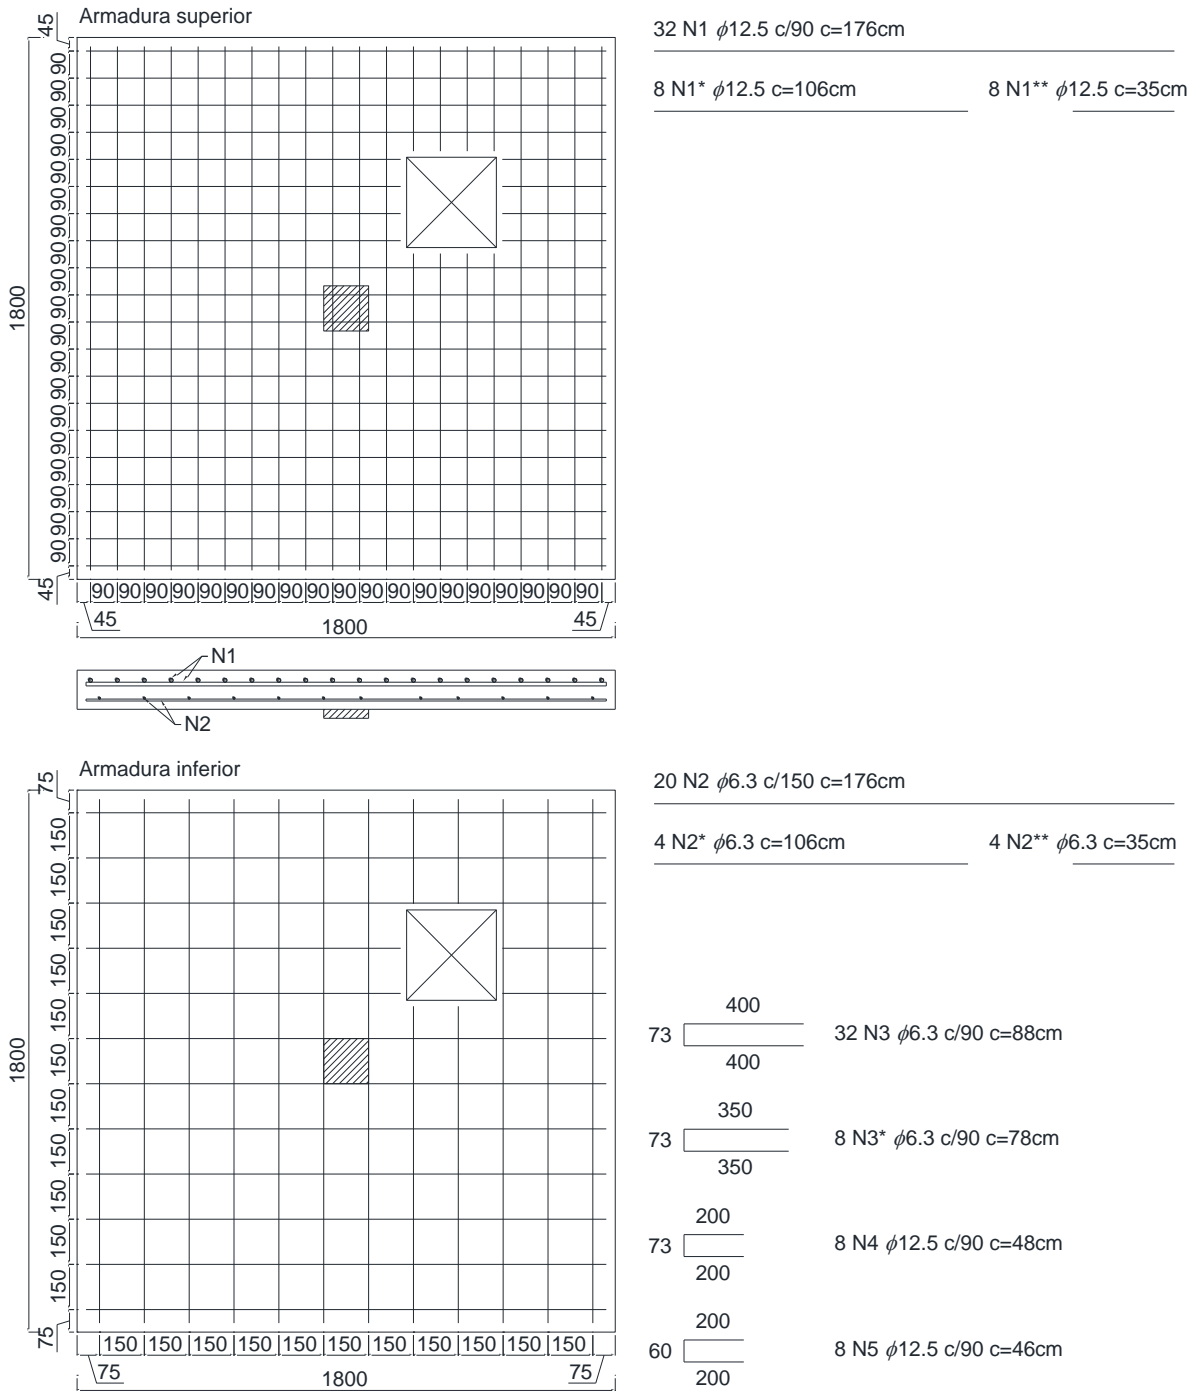 Armadura superior
45
90 90 90 90 90 90 90 90 90 90 90 90 90 90 90 90 90 90 90
45
1800
90 90 90 90 90 90 90 90 90 90 90 90 90 90 90 90 90 90 90
45 45
1800
32 N1 ϕ12.5 c/90 c=176cm
8 N1* ϕ12.5 c=106cm 8 N1** ϕ12.5 c=35cm
N1
N2
Armadura inferior
75
150 150 150 150 150 150 150 150 150 150 150
75
1800
150 150 150 150 150 150 150 150 150 150 150
75 75
1800
20 N2 ϕ6.3 c/150 c=176cm
4 N2* ϕ6.3 c=106cm 4 N2** ϕ6.3 c=35cm
400
73 32 N3 ϕ6.3 c/90 c=88cm
400
350
73 8 N3* ϕ6.3 c/90 c=78cm
350
200
73 8 N4 ϕ12.5 c/90 c=48cm
200
200
60 8 N5 ϕ12.5 c/90 c=46cm
200